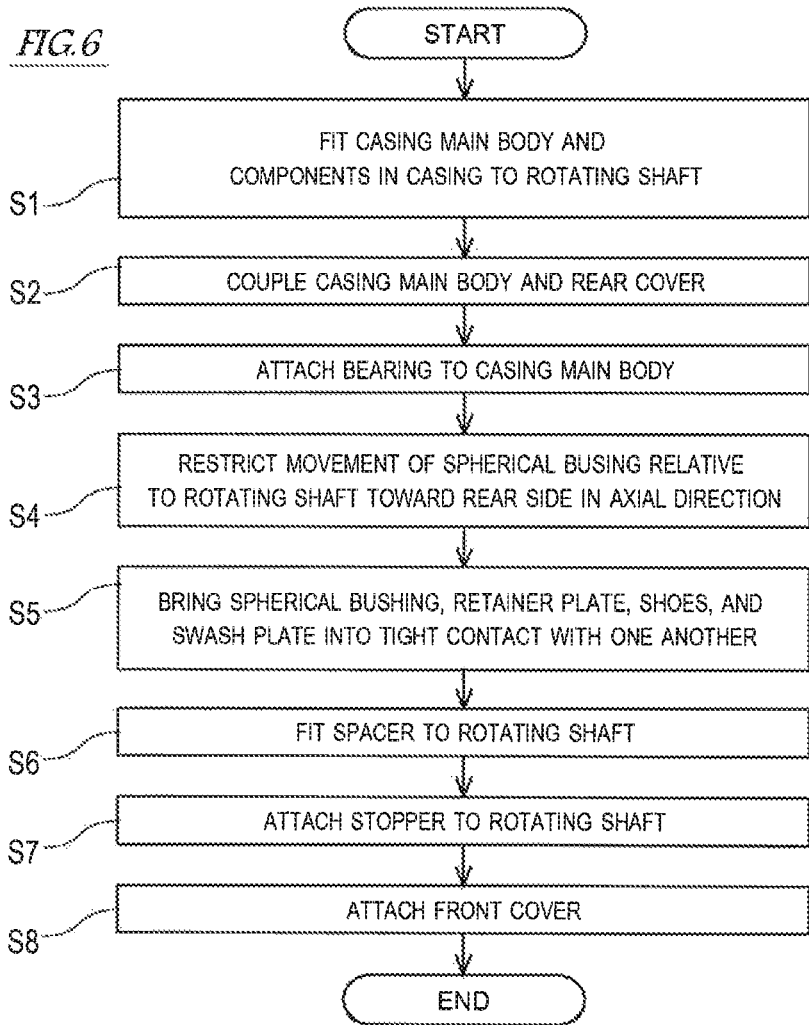 FIG.6
START
FIT CASING MAIN BODY AND
COMPONENTS IN CASING TO ROTATING SHAFT
S1
COUPLE CASING MAIN BODY AND REAR COVER
S2
ATTACH BEARING TO CASING MAIN BODY
S3
RESTRICT MOVEMENT OF SPHERICAL BUSING RELATIVE
TO ROTATING SHAFT TOWARD REAR SIDE IN AXIAL DIRECTION
S4
BRING SPHERICAL BUSHING, RETAINER PLATE, SHOES, AND
SWASH PLATE INTO TIGHT CONTACT WITH ONE ANOTHER
S5
FIT SPACER TO ROTATING SHAFT
S6
ATTACH STOPPER TO ROTATING SHAFT
S7
ATTACH FRONT COVER
S8
END